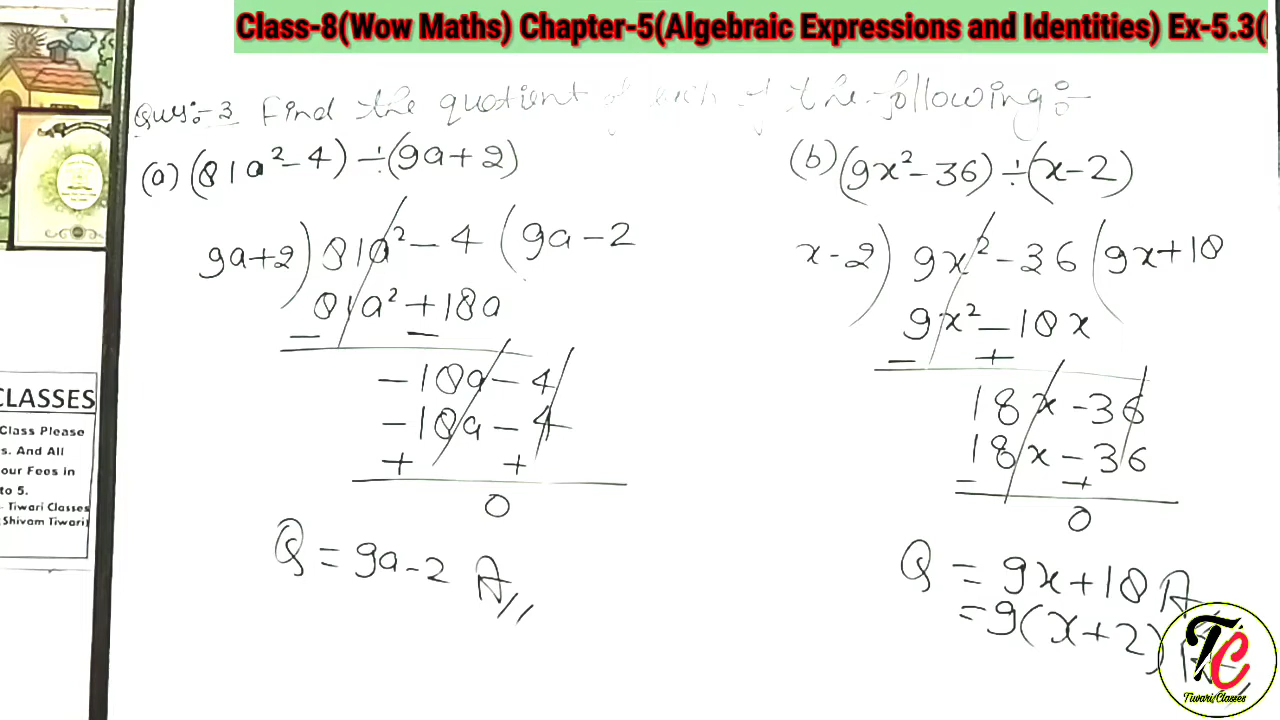 Class-8(Wow Maths) Chapter-5(Algebraic Expressions and Identities) Ex-5.3(
Ques:-3 Find the quotient of each of the following:-
(a) (81a²-4) ÷ (9a+2)
9a+2) 81a² - 4 (9a-2
81a² + 18a
- -
-18a - 4
-18a - 4
+ +
0
Q = 9a-2 A//
(b) (9x²-36) ÷ (x-2)
x-2) 9x² - 36 (9x+18
9x² - 18x
- +
18x - 36
18x - 36
- +
0
Q = 9x+18 A
= 9(x+2)
CLASSES
Class Please
s. And All
our Fees in
to 5.
- Tiwari Classes
Shivam Tiwari)
TC
Tiwari Classes